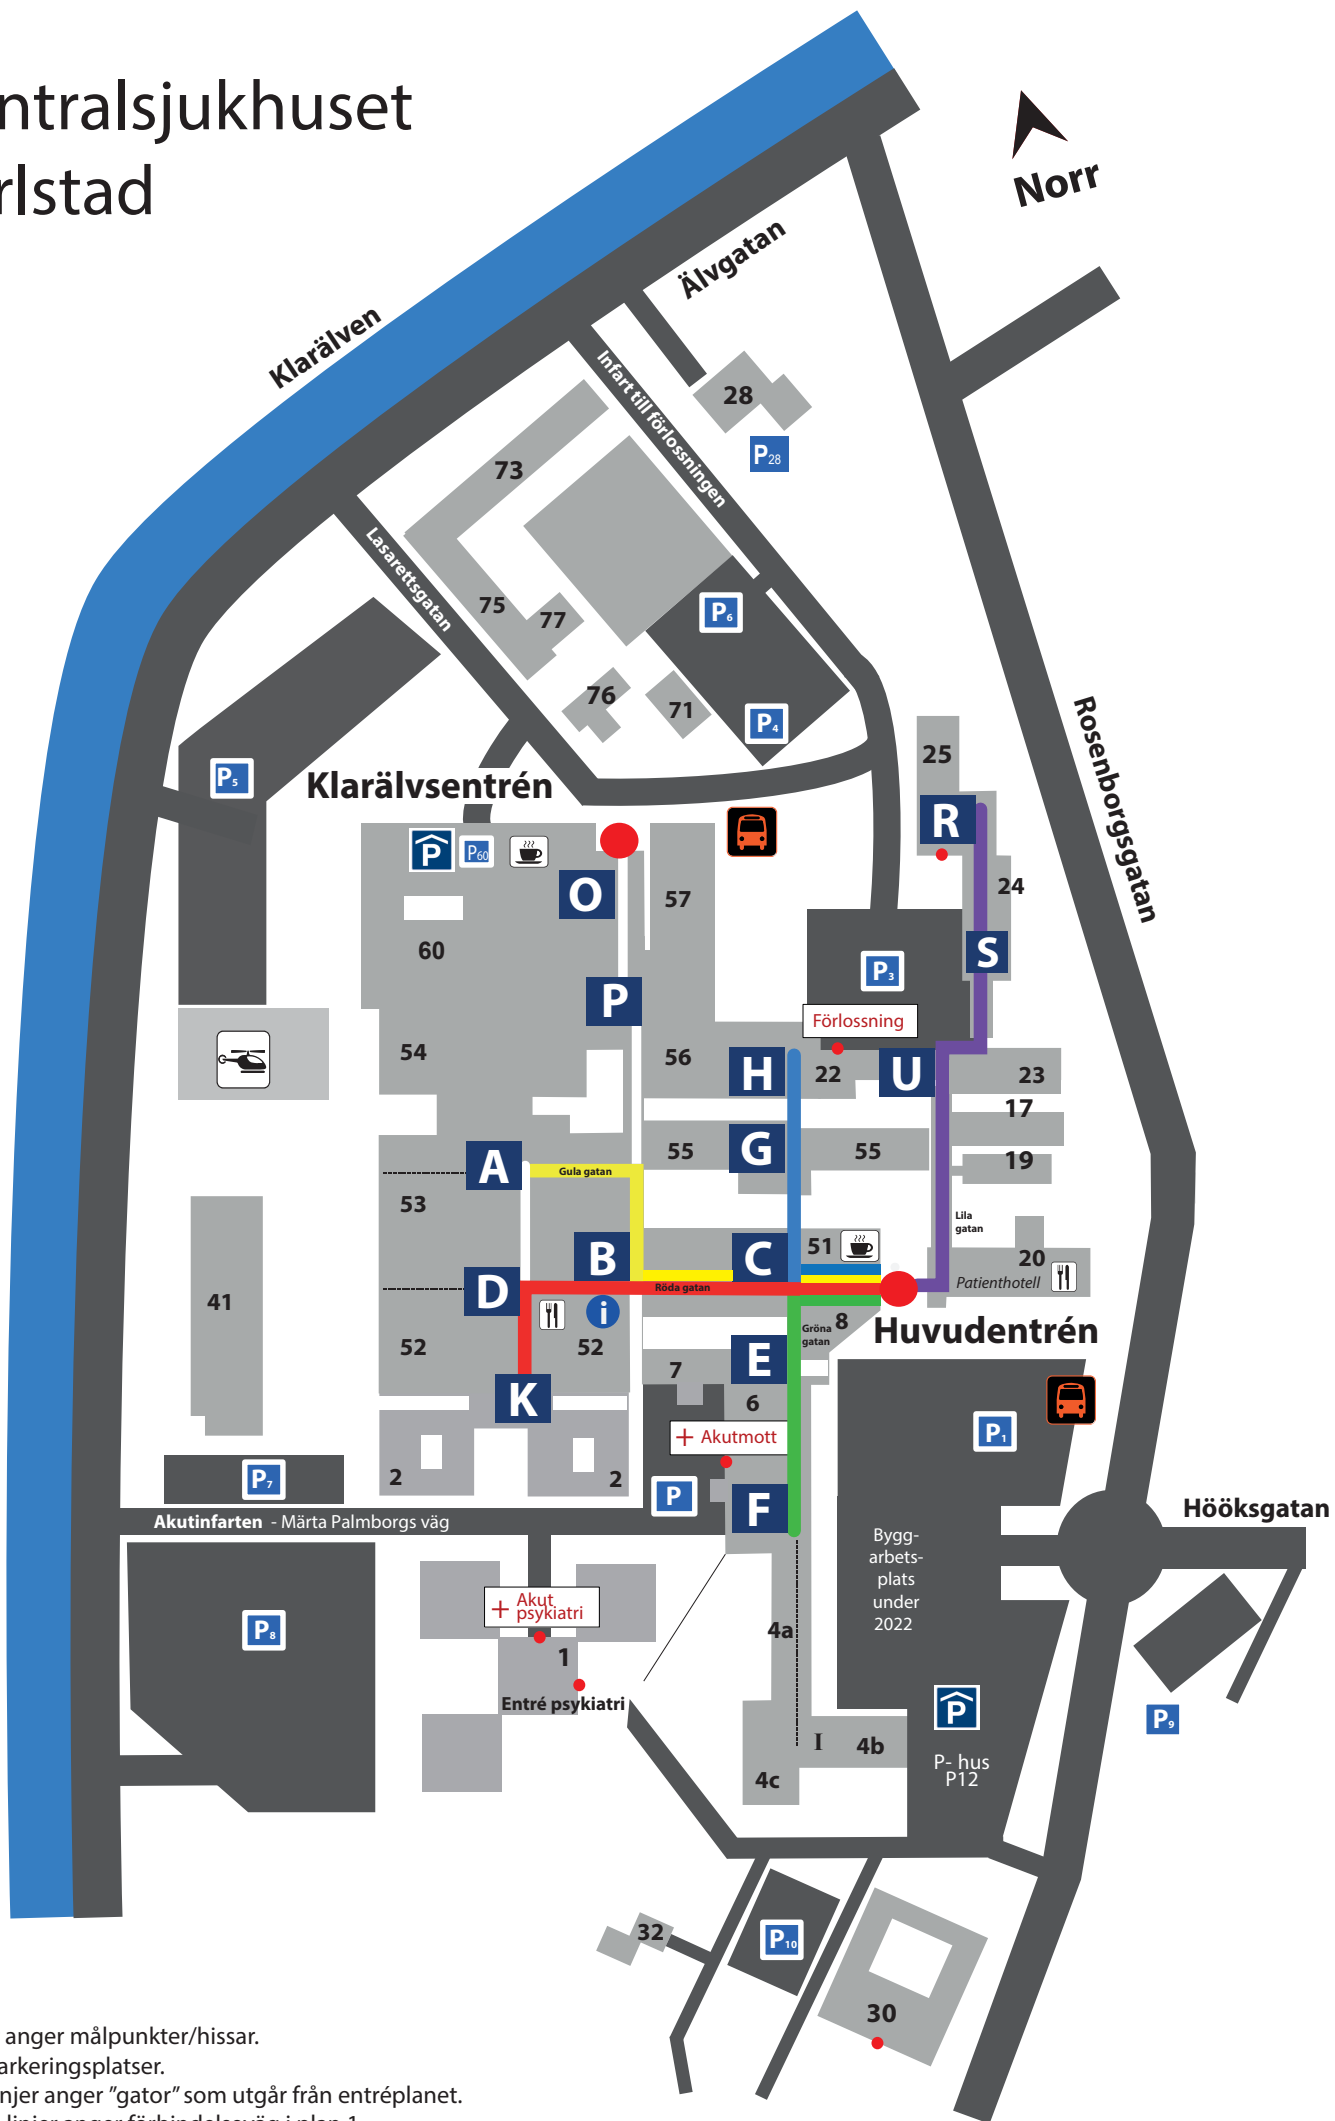 ntralsjukhuset
rlstad
Norr
Älvgatan
Klarälven
Infart till förlossningen
28
P28
73
Lasarettsgatan
75
77
P6
76
71
P4
Rosenborgsgatan
25
P5
Klarälvsentrén
R
P
P60
O
57
24
60
S
P3
P
Förlossning
54
56
H
22
U
23
17
55
G
55
19
A
Gula gatan
53
Lila
gatan
B
C
51
20
Patienthotell
D
Röda gatan
41
i
52
52
Gröna
gatan
8
Huvudentrén
7
E
K
6
P1
+ Akutmott
2
2
P7
P
F
Hööksgatan
Akutinfarten - Märta Palmborgs väg
Bygg-
arbets-
plats
under
2022
+ Akut
psykiatri
P8
4a
1
Entré psykiatri
P
P9
I
4b
4c
P- hus
P12
32
P10
30
anger målpunkter/hissar.
arkeringsplatser.
njer anger ”gator” som utgår från entréplanet.
linjer anger förbindelseväg i plan 1